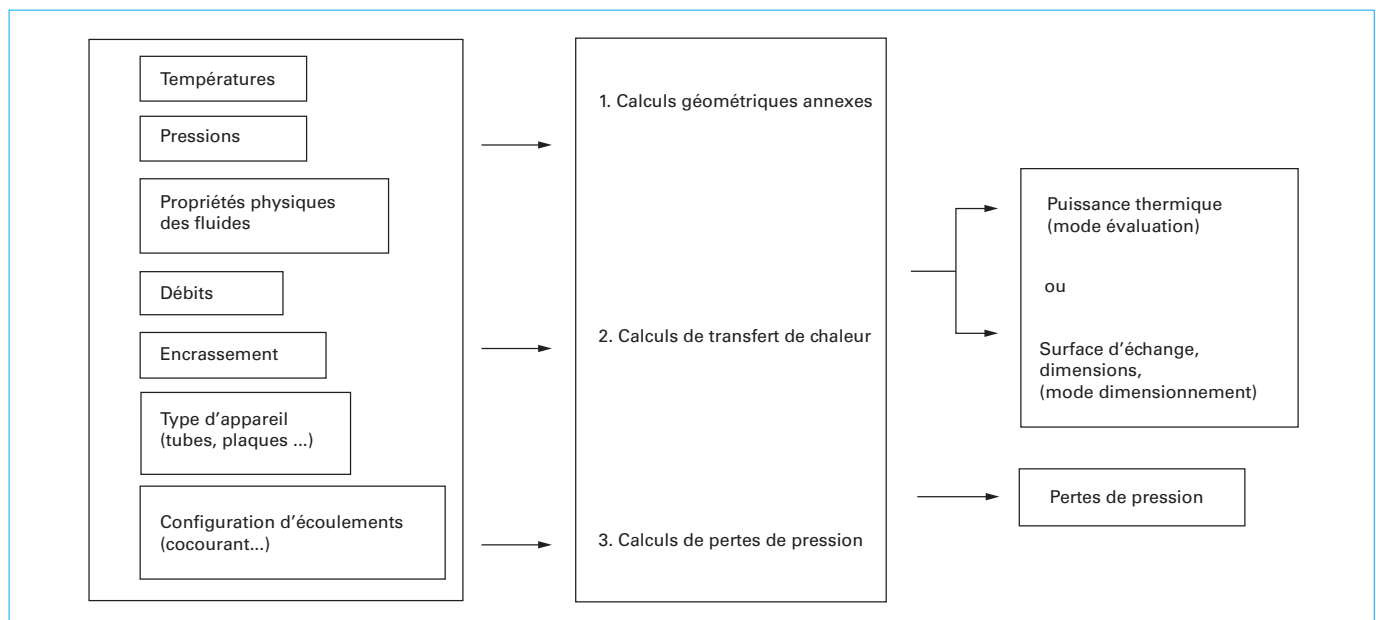 Températures
Pressions
Propriétés physiques
des fluides
Débits
Encrassement
Type d'appareil
(tubes, plaques ...)
Configuration d'écoulements
(cocourant...)
1. Calculs géométriques annexes
2. Calculs de transfert de chaleur
3. Calculs de pertes de pression
Puissance thermique
(mode évaluation)
ou
Surface d'échange,
dimensions,
(mode dimensionnement)
Pertes de pression